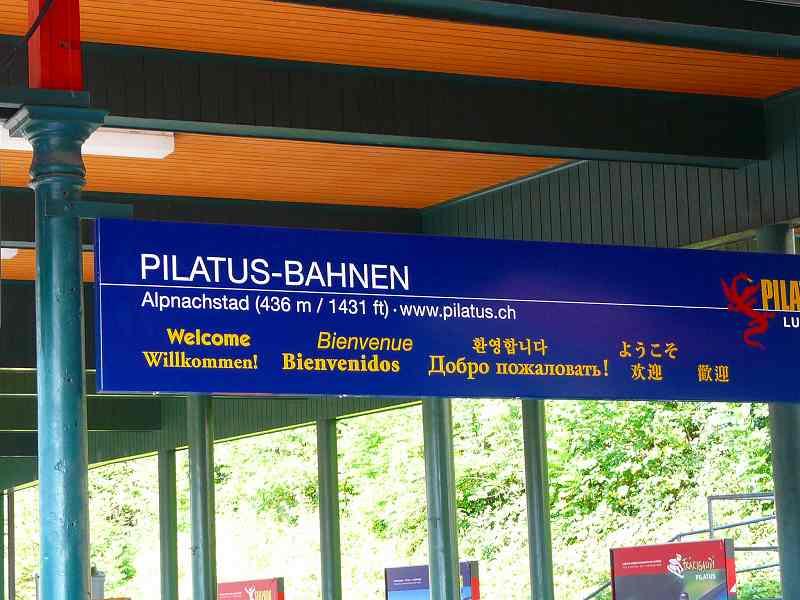 PILATUS-BAHNEN
Alpnachstad (436 m / 1431 ft) · www.pilatus.ch
Welcome Bienvenue 환영합니다 ようこそ
Willkommen! Bienvenidos Добро пожаловать! 欢迎 歡迎
PILATUS